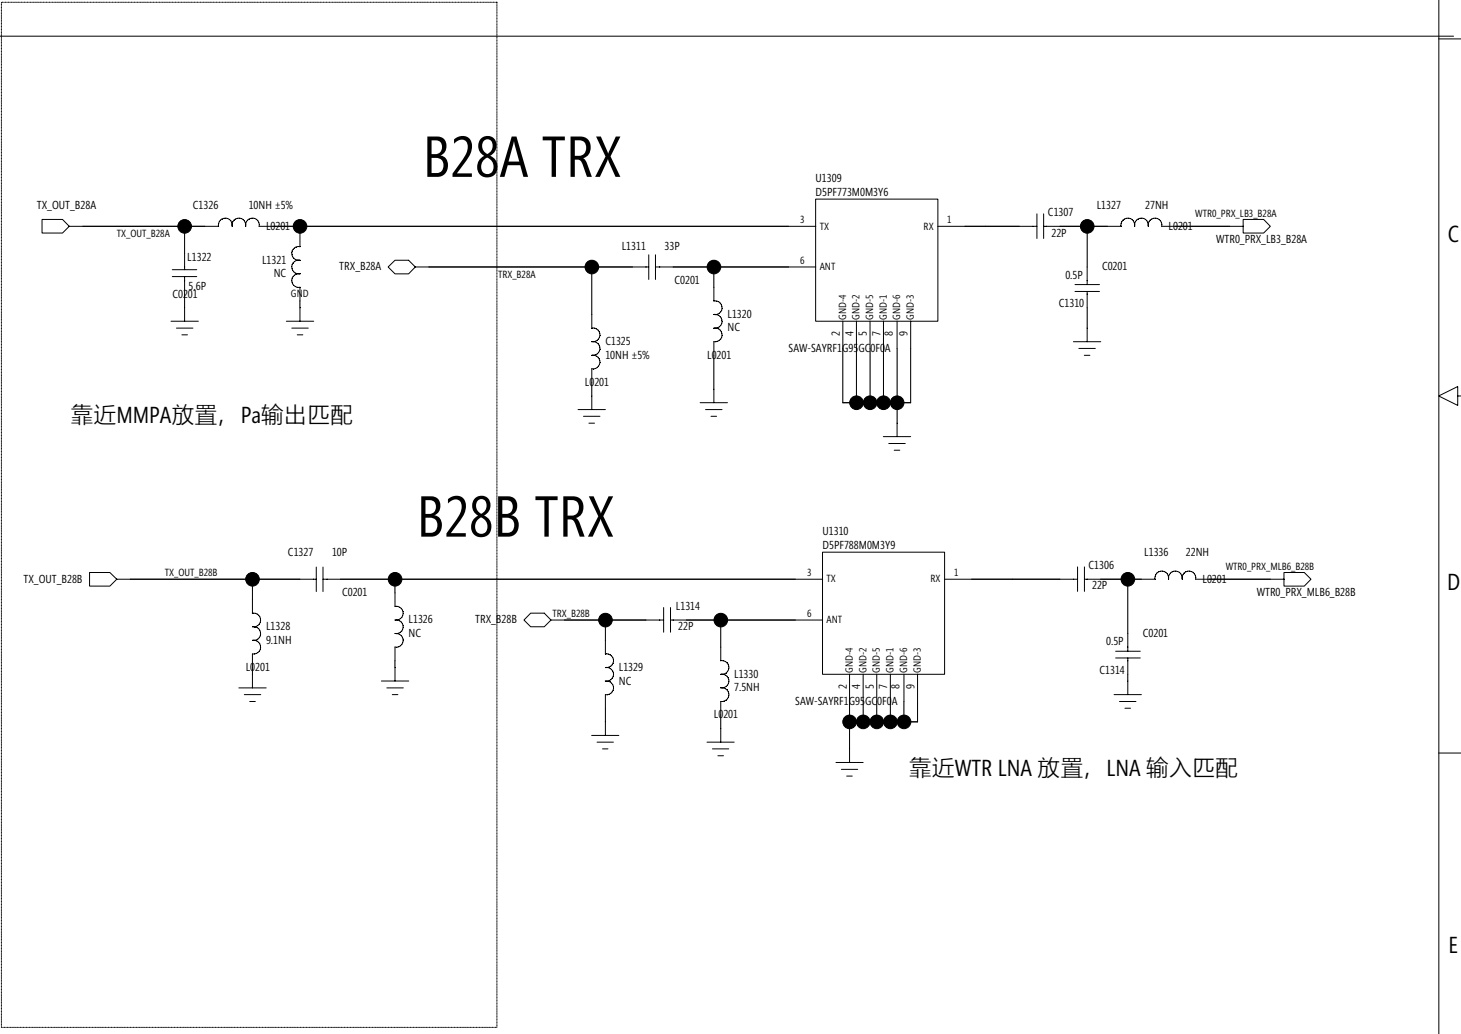 B28A TRX
U1309
D5PF773M0M3Y6
TX_OUT_B28A
C1326 10NH ±5%
L0201
TX_OUT_B28A
L1322
5.6P
C0201
L1321
NC
GND
TRX_B28A
TRX_B28A
L1311 33P
C0201
C1325
10NH ±5%
L0201
L1320
NC
L0201
3 TX
6 ANT
RX 1
GND-4 GND-2 GND-5 GND-1 GND-6 GND-3
2 4 5 7 8 9
SAW-SAYRF1G95GC0F0A
C1307
22P
L1327 27NH
L0201
WTR0_PRX_LB3_B28A
WTR0_PRX_LB3_B28A
0.5P
C0201
C1310
C
靠近MMPA放置，Pa输出匹配
B28B TRX
U1310
D5PF788M0M3Y9
TX_OUT_B28B
TX_OUT_B28B
C1327 10P
C0201
L1328
9.1NH
L0201
L1326
NC
TRX_B28B
TRX_B28B
L1314
22P
L1329
NC
L1330
7.5NH
L0201
3 TX
6 ANT
RX 1
GND-4 GND-2 GND-5 GND-1 GND-6 GND-3
2 4 5 7 8 9
SAW-SAYRF1G95GC0F0A
C1306
22P
L1336 22NH
L0201
WTR0_PRX_MLB6_B28B
WTR0_PRX_MLB6_B28B
0.5P
C0201
C1314
D
靠近WTR LNA 放置，LNA 输入匹配
E